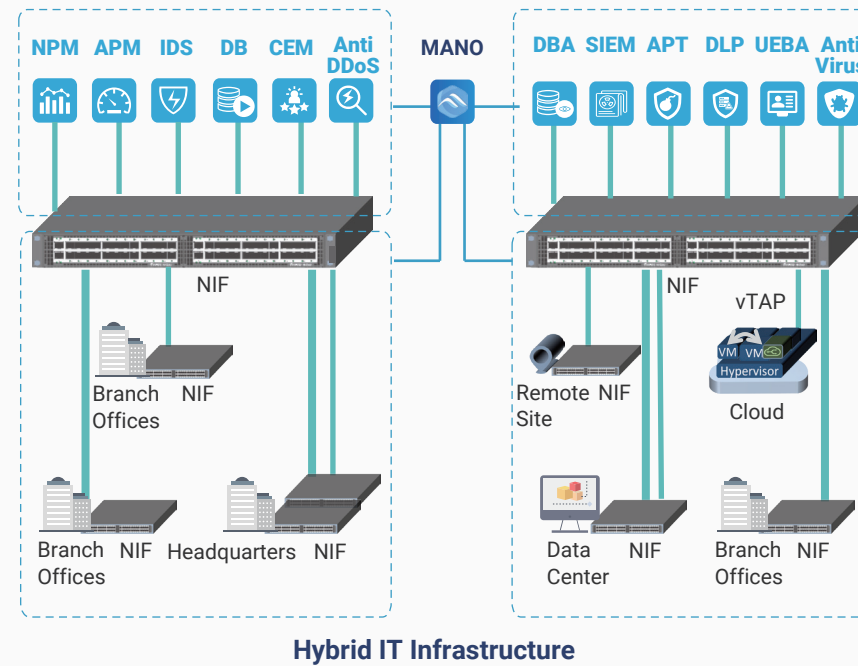 NPM APM IDS DB CEM Anti DDoS
MANO
DBA SIEM APT DLP UEBA Anti Virus
NIF
NIF
vTAP
VM VM
Hypervisor
Cloud
Branch Offices
NIF
Remote Site
NIF
Branch Offices
NIF
Headquarters
NIF
Data Center
NIF
Branch Offices
NIF
Hybrid IT Infrastructure